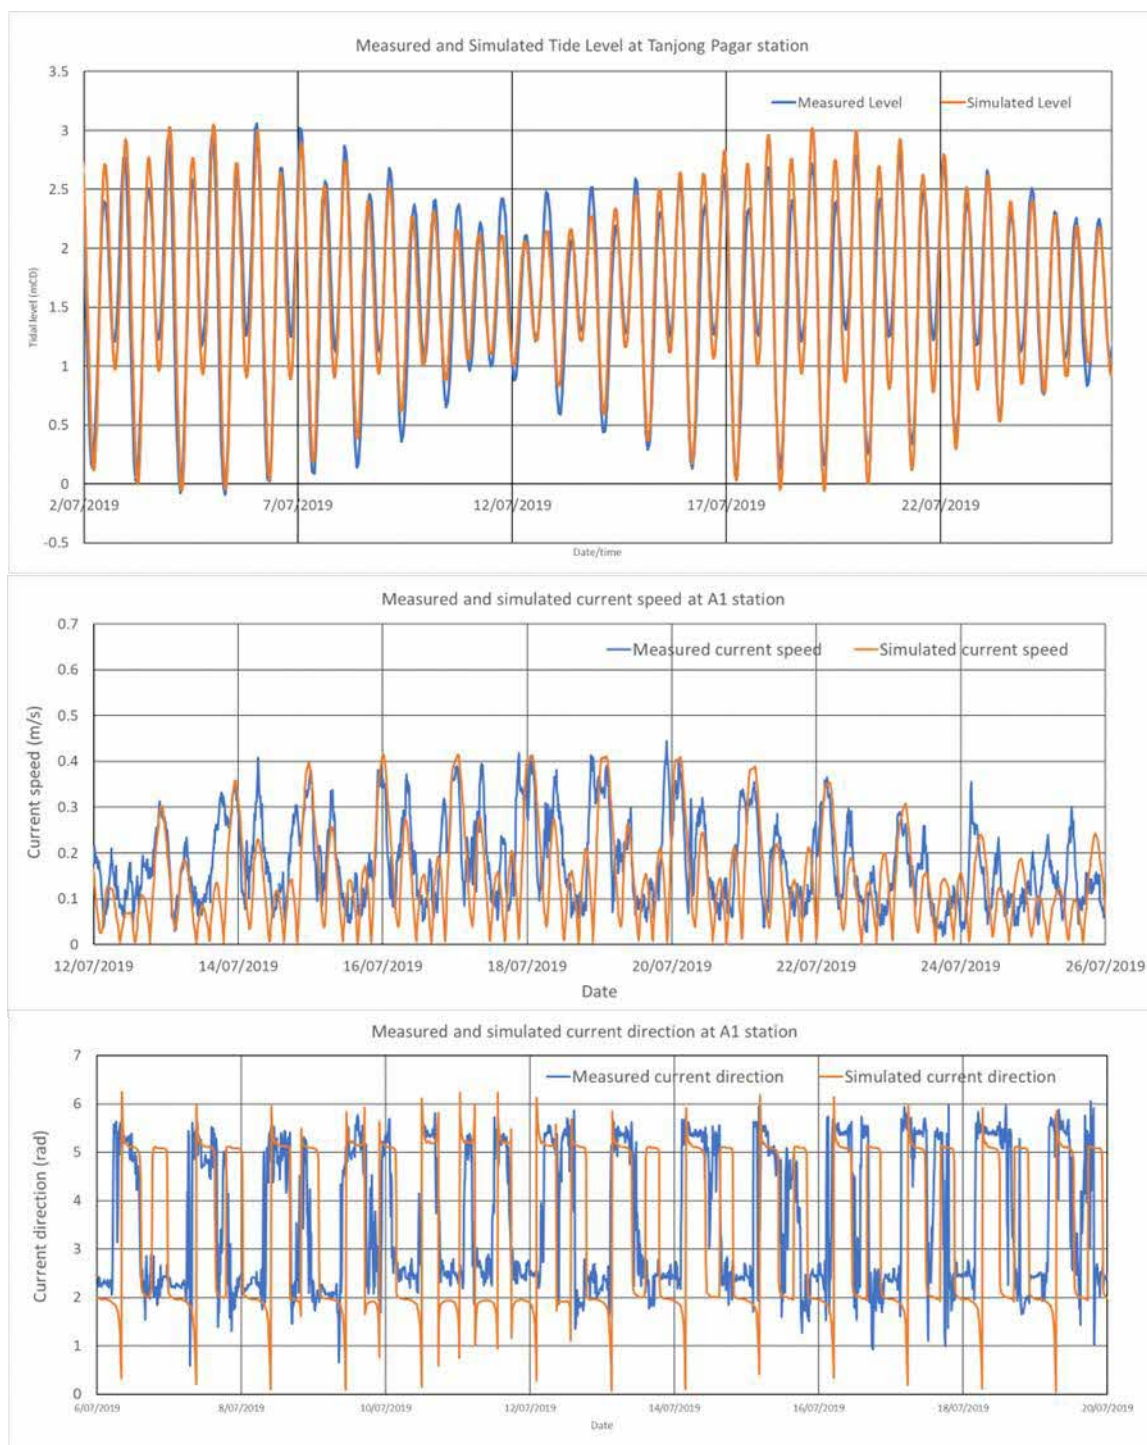 Measured and Simulated Tide Level at Tanjong Pagar station
3.5
Measured Level Simulated Level
3
2.5
2
1.5
1
0.5
0
-0.5
Tidal level (mCD)
2/07/2019 7/07/2019 12/07/2019 17/07/2019 22/07/2019
Date/time
Measured and simulated current speed at A1 station
0.7
Measured current speed Simulated current speed
0.6
0.5
0.4
0.3
0.2
0.1
0
Current speed (m/s)
12/07/2019 14/07/2019 16/07/2019 18/07/2019 20/07/2019 22/07/2019 24/07/2019 26/07/2019
Date
Measured and simulated current direction at A1 station
7
Measured current direction Simulated current direction
6
5
4
3
2
1
0
Current direction (rad)
6/07/2019 8/07/2019 10/07/2019 12/07/2019 14/07/2019 16/07/2019 18/07/2019 20/07/2019
Date